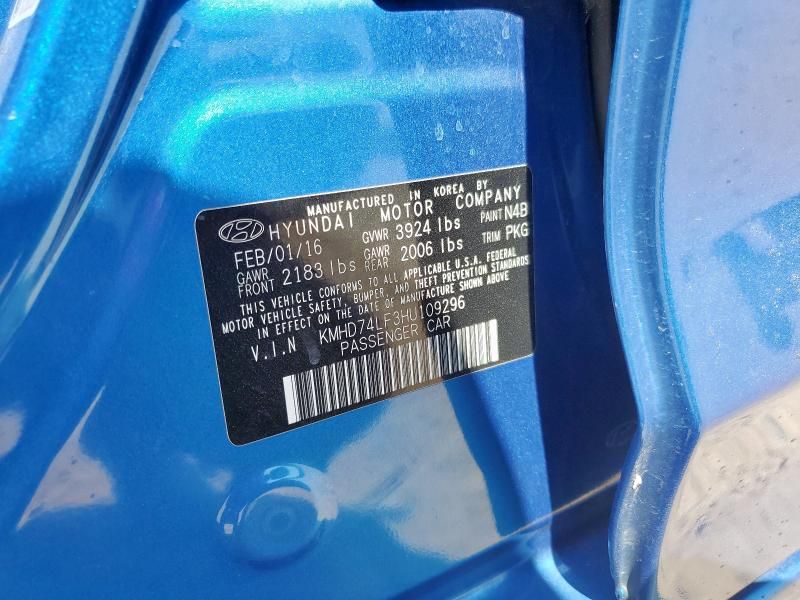 MANUFACTURED IN KOREA BY
HYUNDAI MOTOR COMPANY
FEB/01/16 GVWR 3924 lbs PAINT N4B
GAWR FRONT 2183 lbs GAWR REAR 2006 lbs TRIM PKG
THIS VEHICLE CONFORMS TO ALL APPLICABLE U.S.A. FEDERAL
MOTOR VEHICLE SAFETY, BUMPER, AND THEFT PREVENTION STANDARDS
IN EFFECT ON THE DATE OF MANUFACTURE SHOWN ABOVE
V.I.N KMHD74LF3HU109296
PASSENGER CAR